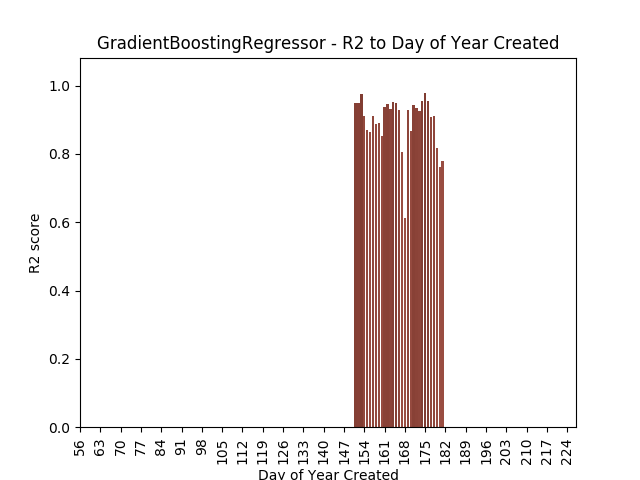 GradientBoostingRegressor - R2 to Day of Year Created
1.0
0.8
0.6
0.4
0.2
0.0
R2 score
56 63 70 77 84 91 98 105 112 119 126 133 140 147 154 161 168 175 182 189 196 203 210 217 224
Day of Year Created